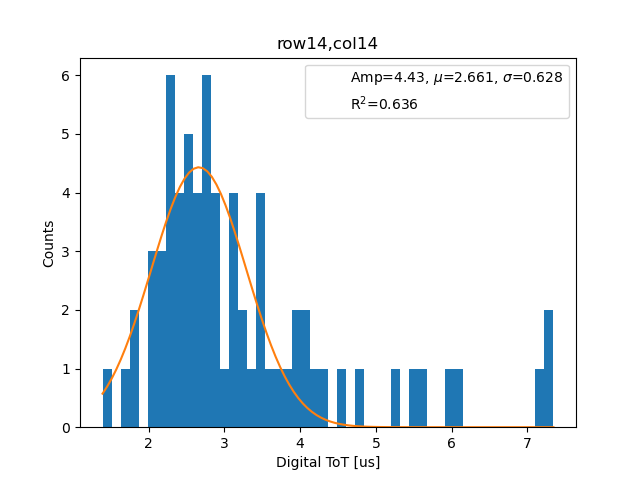 row14,col14
Amp=4.43, μ=2.661, σ=0.628
R²=0.636
6
5
4
3
2
1
0
Counts
2 3 4 5 6 7
Digital ToT [us]